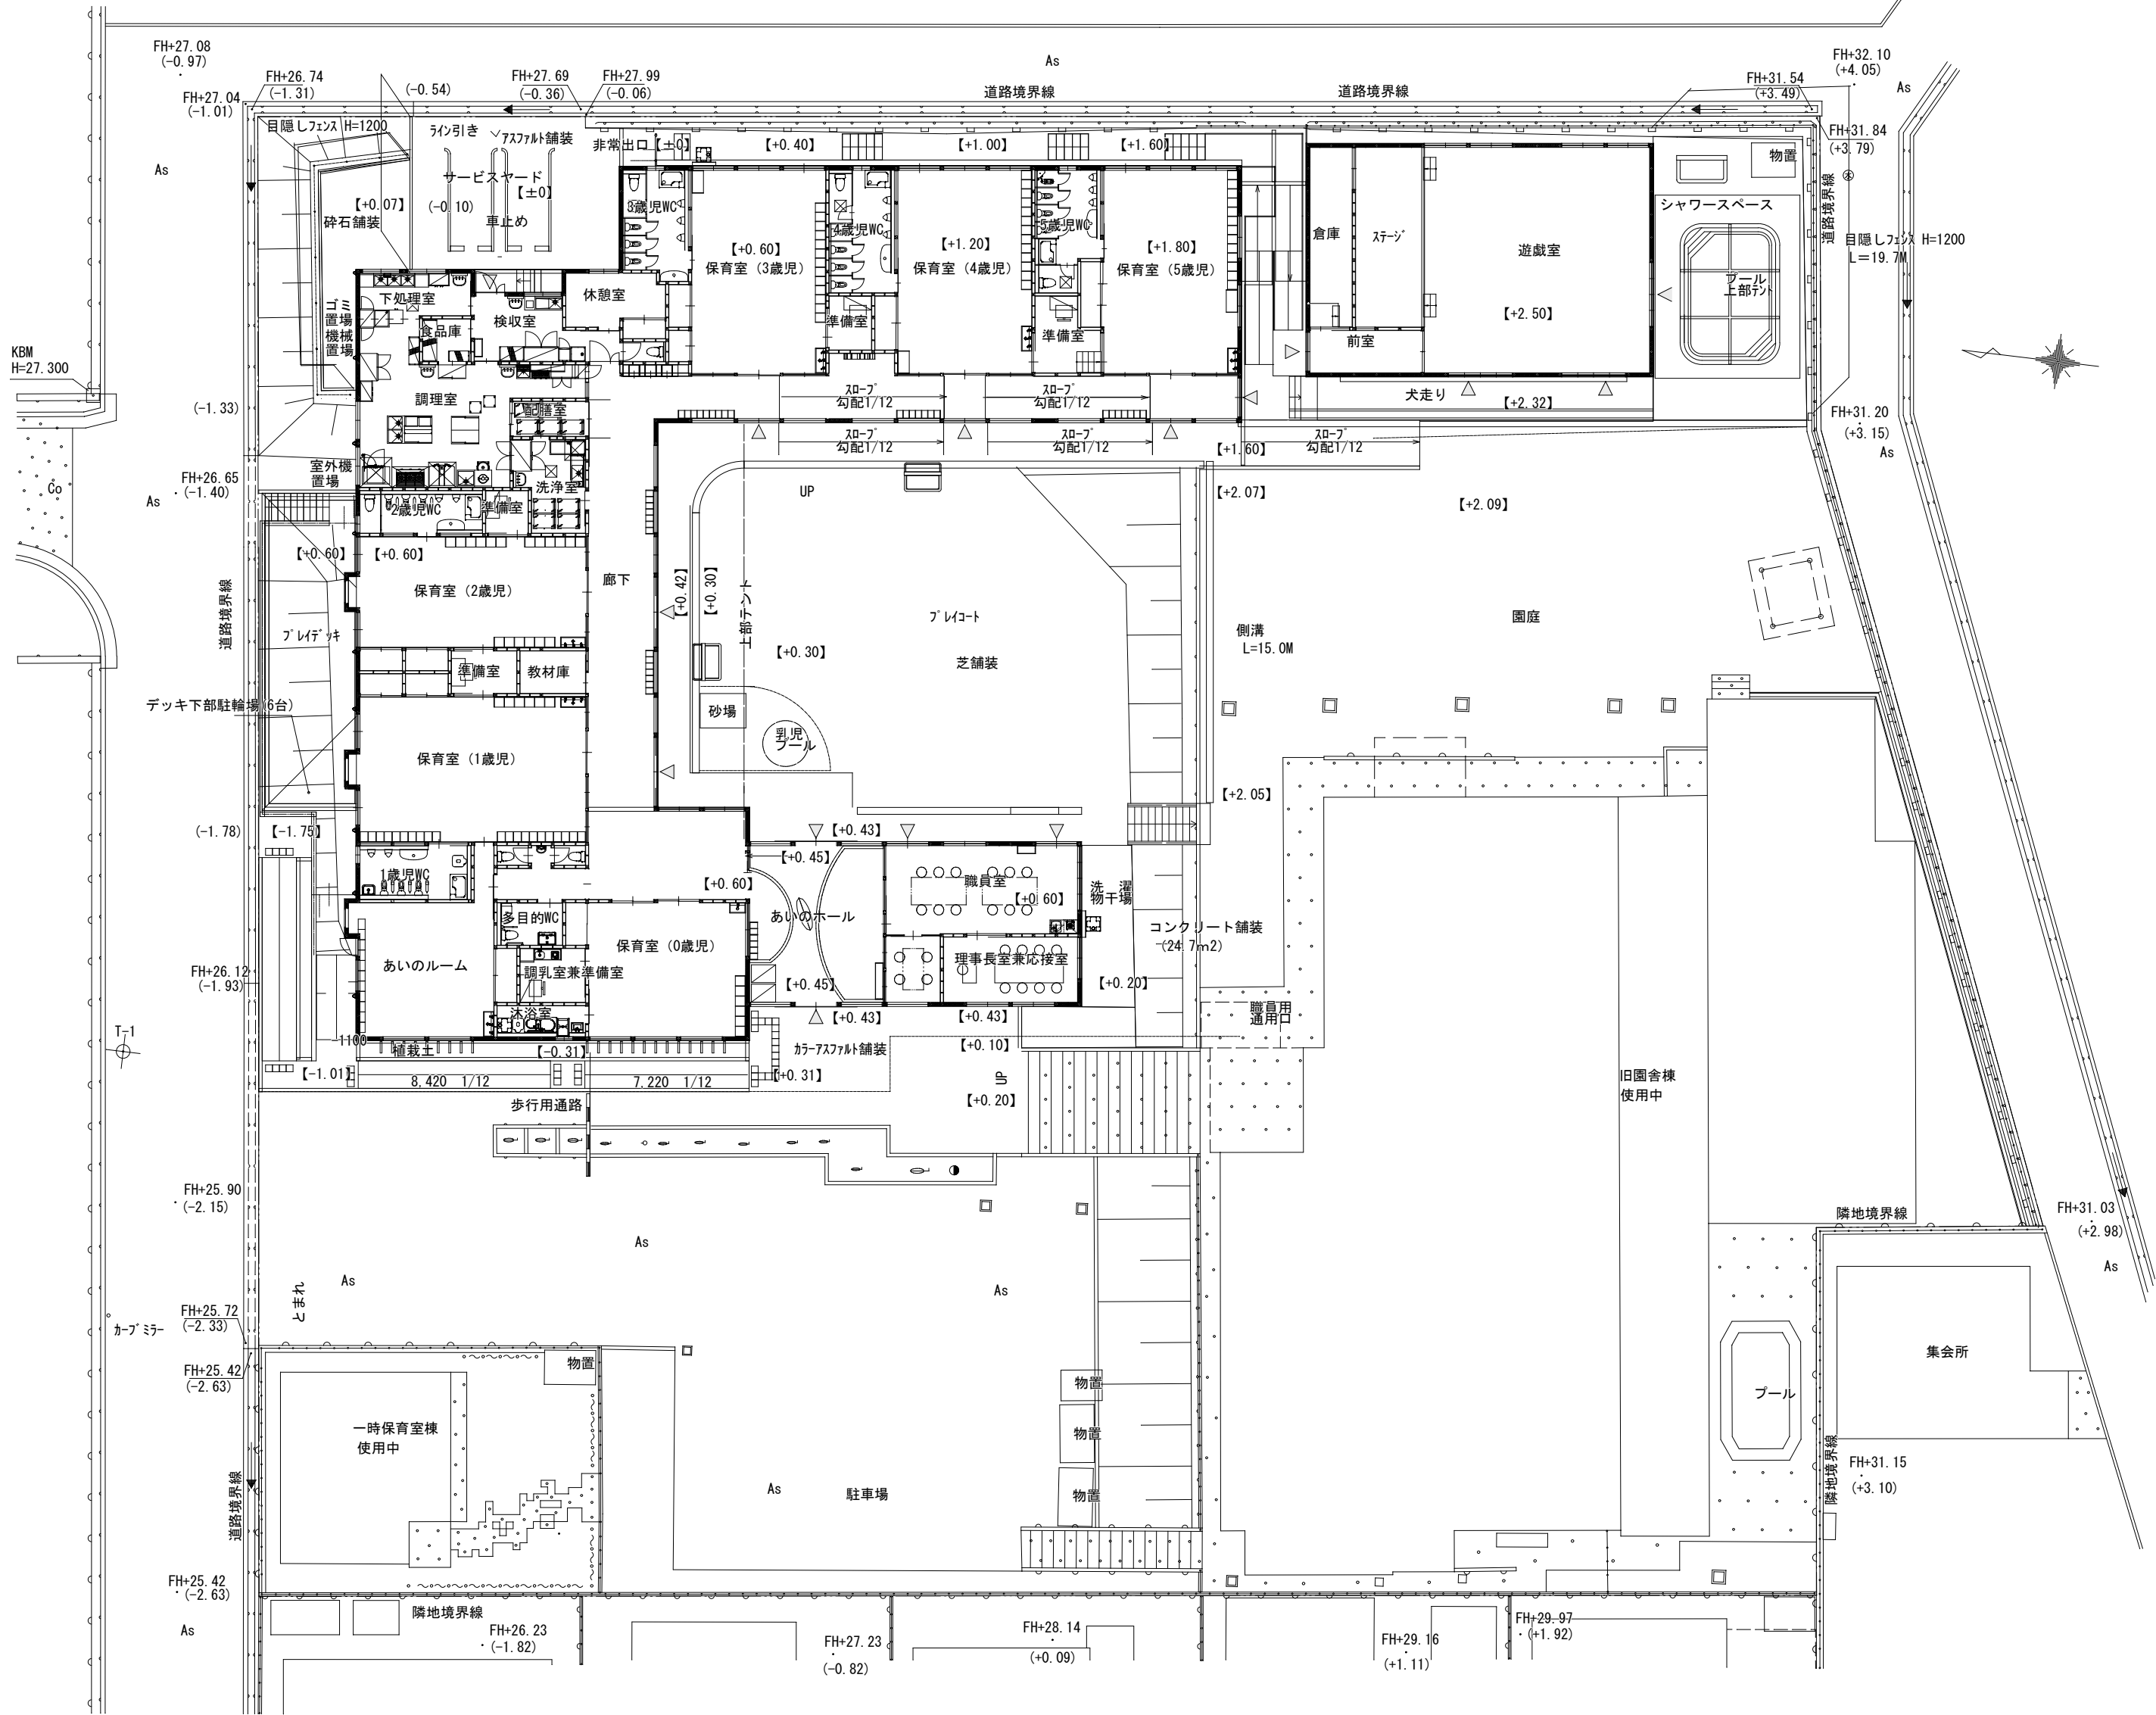 FH+27.08
(-0.97)
FH+26.74
(-1.31)
FH+27.04
(-1.01)
(-0.54)
FH+27.69
(-0.36)
FH+27.99
(-0.06)
As
道路境界線
道路境界線
FH+31.54
(+3.49)
FH+32.10
(+4.05)
As
FH+31.84
(+3.79)
目隠しフェンス H=1200
ライン引き
アスファルト舗装
サービスヤード
【±0】
(-0.10)
車止め
【+0.07】
砕石舗装
非常出口【±0】
【+0.40】
【+1.00】
【+1.60】
As
3歳児WC
【+0.60】
保育室(3歳児)
4歳児WC
【+1.20】
保育室(4歳児)
5歳児WC
【+1.80】
保育室(5歳児)
倉庫
ステージ
遊戯室
【+2.50】
前室
物置
シャワースペース
プール
上部テント
道路境界線
目隠しフェンス H=1200
L=19.7M
KBM
H=27.300
ゴミ
置場
機械
置場
下処理室
食品庫
検収室
休憩室
準備室
準備室
調理室
配膳室
洗浄室
室外機
置場
(-1.33)
スロープ
勾配1/12
スロープ
勾配1/12
スロープ
勾配1/12
スロープ
勾配1/12
スロープ
勾配1/12
犬走り
【+2.32】
FH+31.20
(+3.15)
As
【+1.60】
【+2.07】
【+2.09】
FH+26.65
(-1.40)
As
Co
2歳児WC
準備室
【+0.60】
【+0.60】
保育室(2歳児)
廊下
UP
【+0.42】
【+0.30】
上部テント
プレイコート
【+0.30】
芝舗装
側溝
L=15.0M
園庭
道路境界線
プレイデッキ
準備室
教材庫
砂場
乳児
プール
デッキ下部駐輪場(6台)
保育室(1歳児)
【+2.05】
(-1.78)
【-1.75】
1歳児WC
【+0.43】
【+0.45】
【+0.60】
あいのホール
職員室
【+0.60】
洗濯
物干場
コンクリート舗装
(24.7m2)
多目的WC
保育室(0歳児)
あいのルーム
調乳室兼準備室
沐浴室
【+0.45】
理事長室兼応接室
【+0.20】
FH+26.12
(-1.93)
職員用
通用口
【+0.43】
【+0.43】
T-1
-1100
植栽土
【-0.31】
カラーアスファルト舗装
【+0.10】
【-1.01】
8,420 1/12
7.220 1/12
【+0.31】
UP
【+0.20】
歩行用通路
旧園舎棟
使用中
FH+25.90
(-2.15)
As
As
As
とまれ
隣地境界線
FH+31.03
(+2.98)
As
カーブミラー
FH+25.72
(-2.33)
FH+25.42
(-2.63)
物置
物置
物置
物置
一時保育室棟
使用中
As
駐車場
プール
集会所
隣地境界線
FH+31.15
(+3.10)
道路境界線
FH+25.42
(-2.63)
As
隣地境界線
FH+26.23
(-1.82)
FH+27.23
(-0.82)
FH+28.14
(+0.09)
FH+29.16
(+1.11)
FH+29.97
(+1.92)